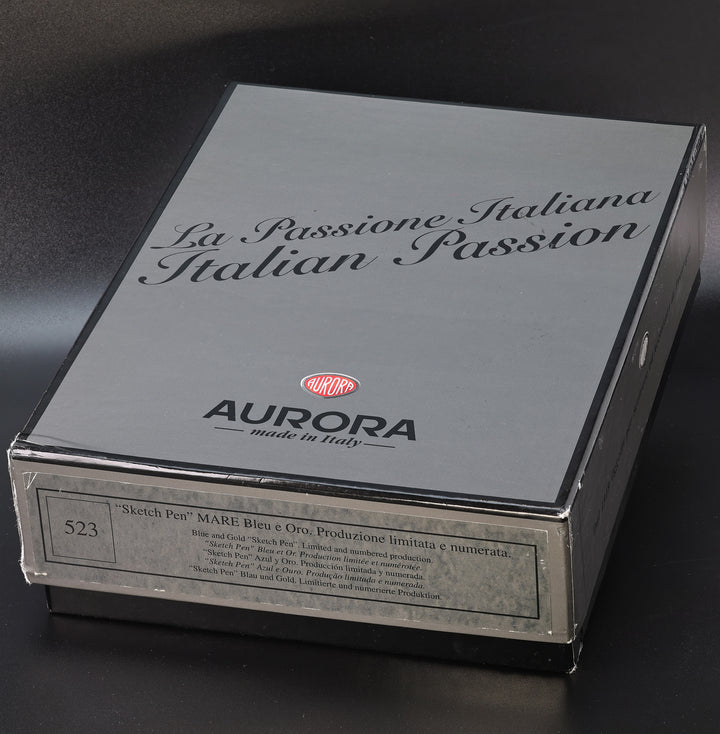 La Passione Italiana
Italian Passion
AURORA
AURORA
made in Italy
523
"Sketch Pen" MARE Bleu e Oro. Produzione limitata e numerata.
Blue and Gold "Sketch Pen". Limited and numbered production.
"Sketch Pen" Bleu et Or. Production limitée et numérotée.
"Sketch Pen" Azul y Oro. Producción limitada y numerada.
"Sketch Pen" Azul e Ouro. Produção limitada e numerada.
"Sketch Pen" Blau und Gold. Limitierte und numerierte Produktion.